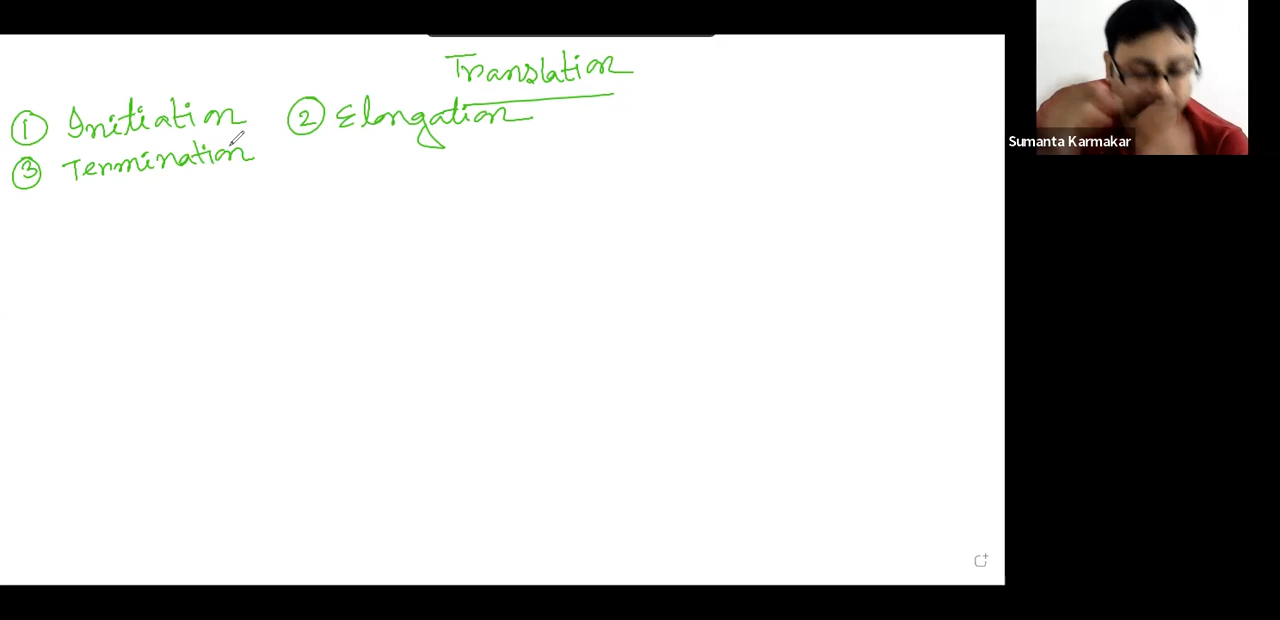 Translation
① Initiation ② Elongation
③ Termination
Sumanta Karmakar